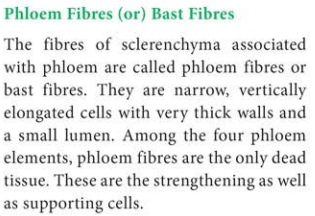 Phloem Fibres (or) Bast Fibres
The fibres of sclerenchyma associated
with phloem are called phloem fibres or
bast fibres. They are narrow, vertically
elongated cells with very thick walls and
a small lumen. Among the four phloem
elements, phloem fibres are the only dead
tissue. These are the strengthening as well
as supporting cells.